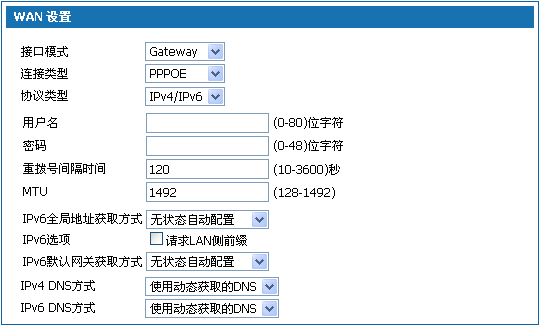 WAN 设置
接口模式 Gateway
连接类型 PPPOE
协议类型 IPv4/IPv6
用户名 (0-80)位字符
密码 (0-48)位字符
重拨号间隔时间 120 (10-3600)秒
MTU 1492 (128-1492)
IPv6全局地址获取方式 无状态自动配置
IPv6选项 请求LAN侧前缀
IPv6默认网关获取方式 无状态自动配置
IPv4 DNS方式 使用动态获取的DNS
IPv6 DNS方式 使用动态获取的DNS